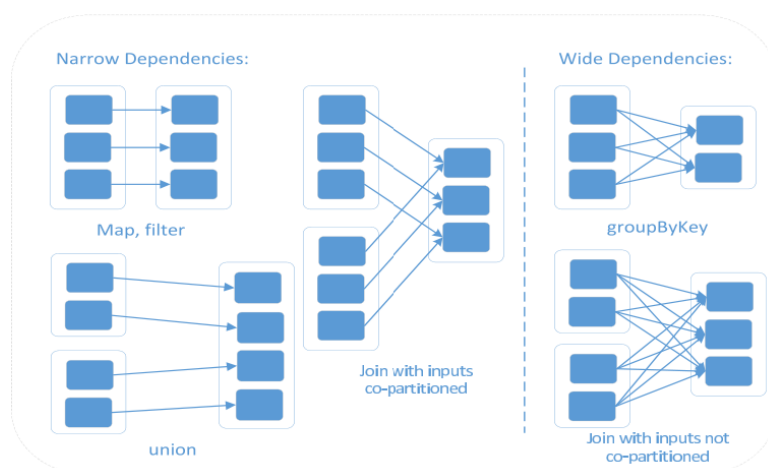 Narrow Dependencies:
Wide Dependencies:
Map, filter
groupByKey
Join with inputs
co-partitioned
union
Join with inputs not
co-partitioned